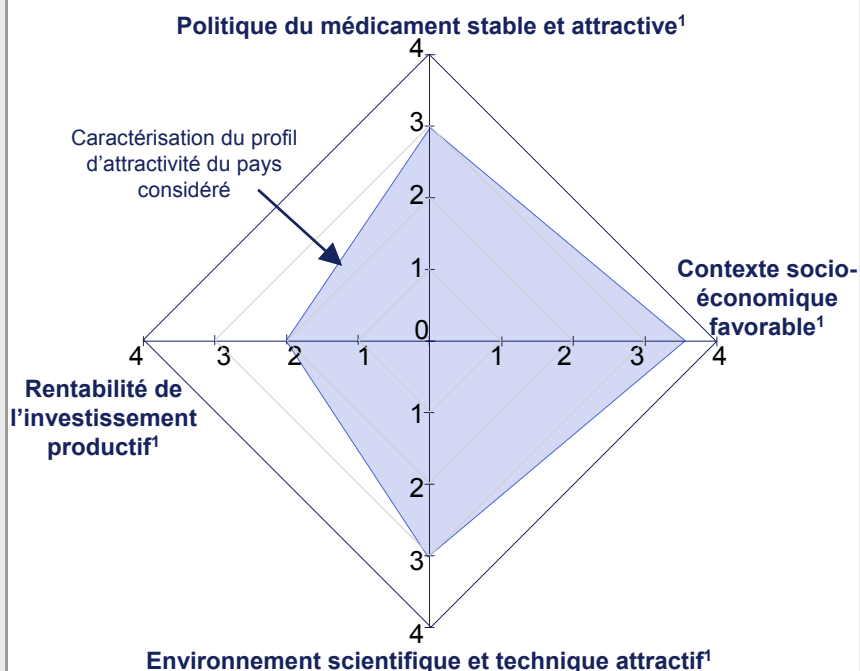 Politique du médicament stable et attractive¹
4
Caractérisation du profil
d’attractivité du pays
considéré
3
2
1
Contexte socio-
économique
favorable¹
0
4 3 2 1 1 2 3 4
Rentabilité de
l’investissement
productif¹
1
2
3
4
Environnement scientifique et technique attractif¹